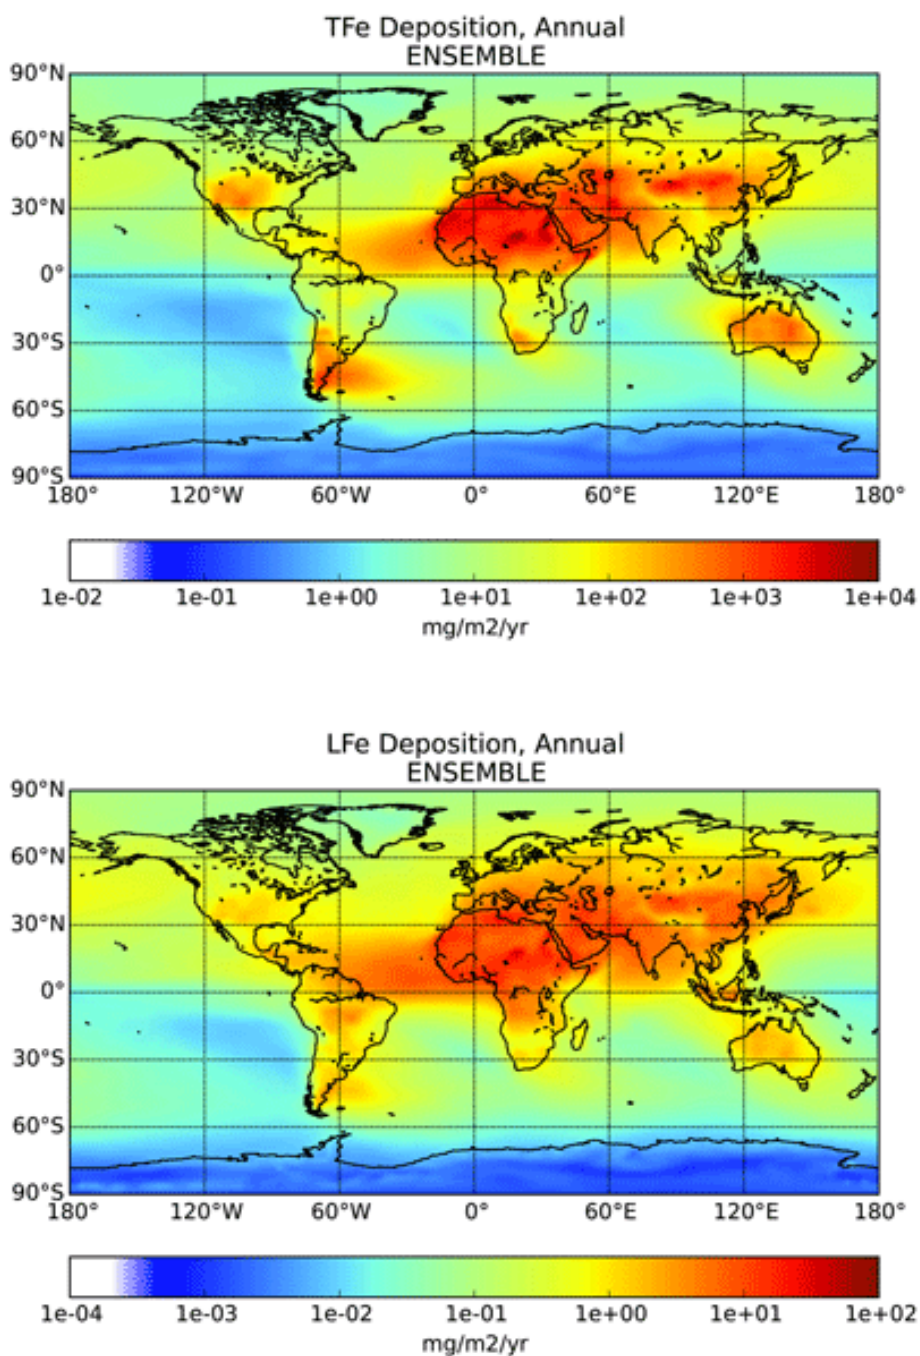 TFe Deposition, Annual
ENSEMBLE
90°N
60°N
30°N
0°
30°S
60°S
90°S
180° 120°W 60°W 0° 60°E 120°E 180°
1e-02 1e-01 1e+00 1e+01 1e+02 1e+03 1e+04
mg/m2/yr
LFe Deposition, Annual
ENSEMBLE
90°N
60°N
30°N
0°
30°S
60°S
90°S
180° 120°W 60°W 0° 60°E 120°E 180°
1e-04 1e-03 1e-02 1e-01 1e+00 1e+01 1e+02
mg/m2/yr